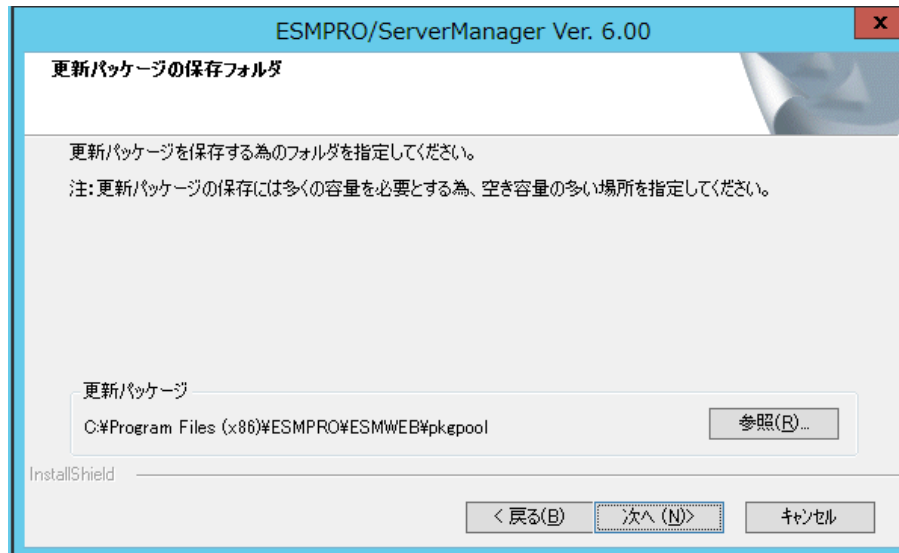 ESMPRO/ServerManager Ver. 6.00
x
更新パッケージの保存フォルダ
更新パッケージを保存する為のフォルダを指定してください。
注:更新パッケージの保存には多くの容量を必要とする為、空き容量の多い場所を指定してください。
更新パッケージ
C:¥Program Files (x86)¥ESMPRO¥ESMWEB¥pkgpool
参照(R)...
InstallShield
< 戻る(B)
次へ (N)>
キャンセル